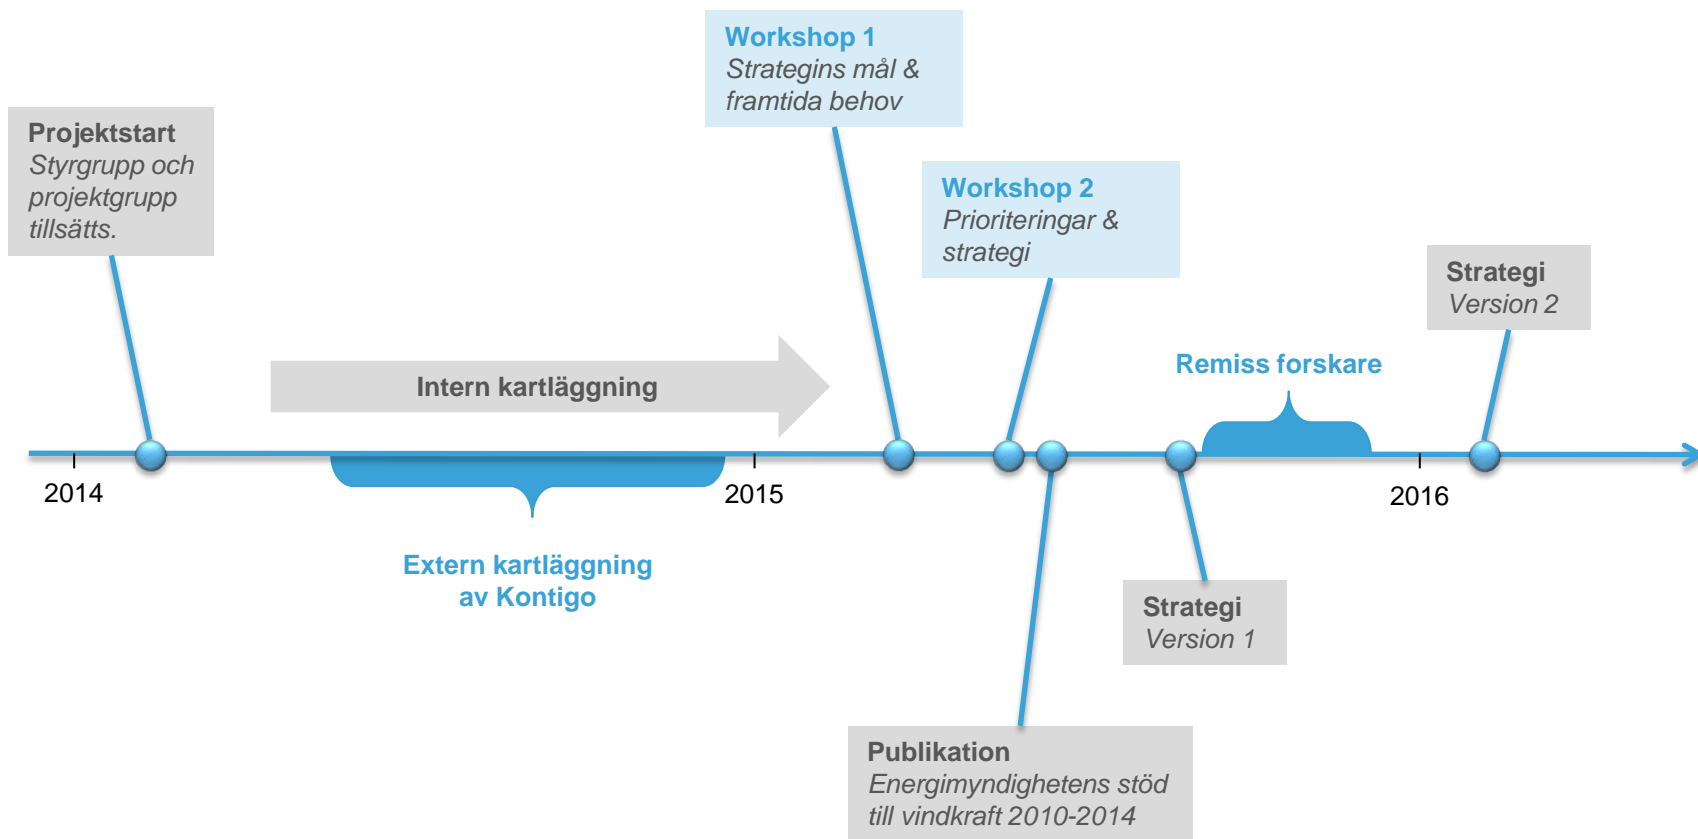 Workshop 1
Strategins mål &
framtida behov
Projektstart
Styrgrupp och
projektgrupp
tillsätts.
Workshop 2
Prioriteringar &
strategi
Strategi
Version 2
Remiss forskare
Intern kartläggning
2014
2015
2016
Extern kartläggning
av Kontigo
Strategi
Version 1
Publikation
Energimyndighetens stöd
till vindkraft 2010-2014